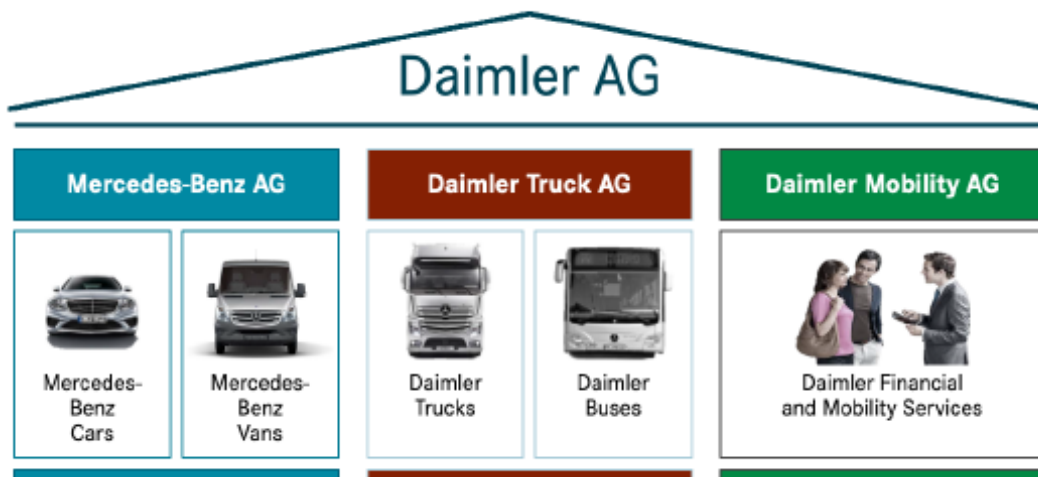 Daimler AG
Mercedes-Benz AG
Daimler Truck AG
Daimler Mobility AG
Mercedes-
Benz
Cars
Mercedes-
Benz
Vans
Daimler
Trucks
Daimler
Buses
Daimler Financial
and Mobility Services